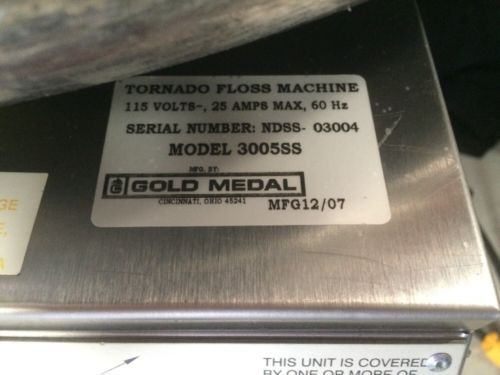 TORNADO FLOSS MACHINE
115 VOLTS~, 25 AMPS MAX, 60 Hz
SERIAL NUMBER: NDSS- 03004
MODEL 3005SS
MFG. BY:
GOLD MEDAL
CINCINNATI, OHIO 45241
MFG12/07
GE
E,
A
THIS UNIT IS COVERED
BY ONE OR MORE OF